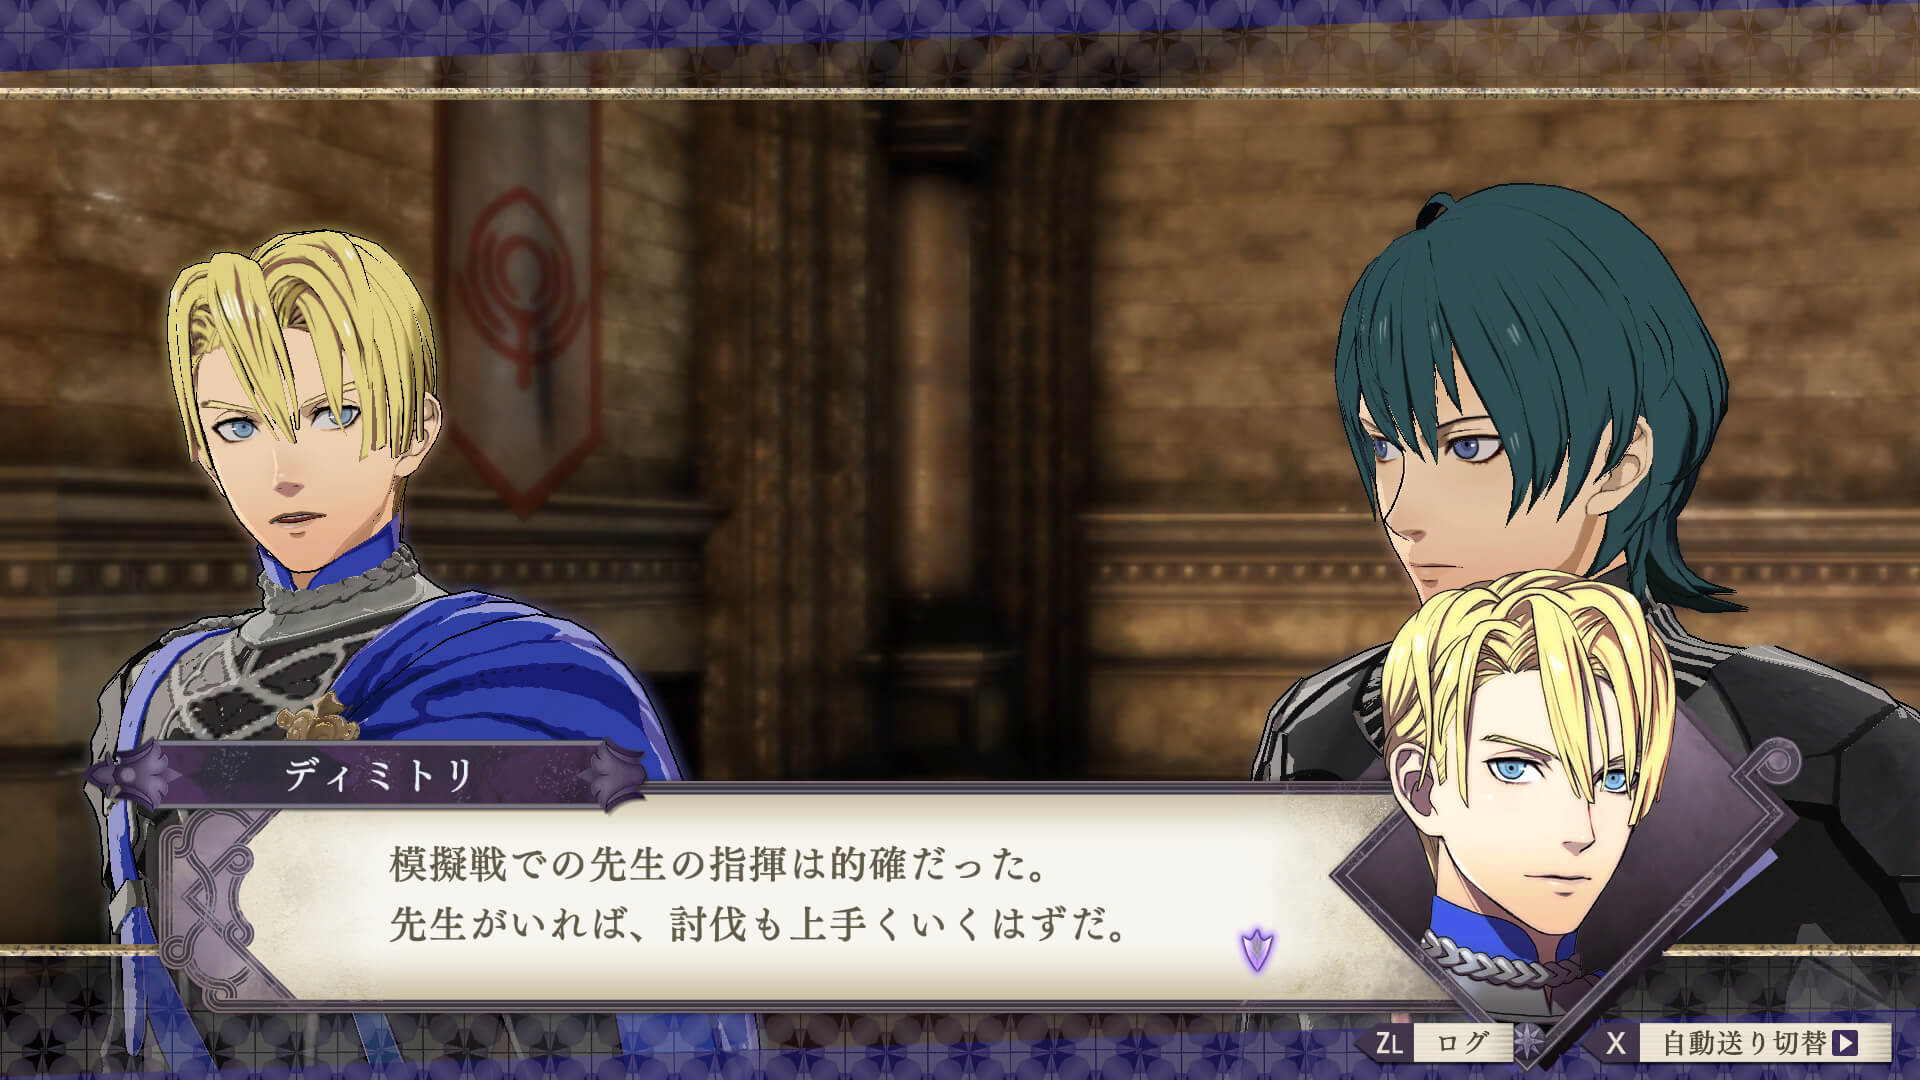 ディミトリ
模擬戦での先生の指揮は的確だった。
先生がいれば、討伐も上手くいくはずだ。
ZL ログ X 自動送り切替